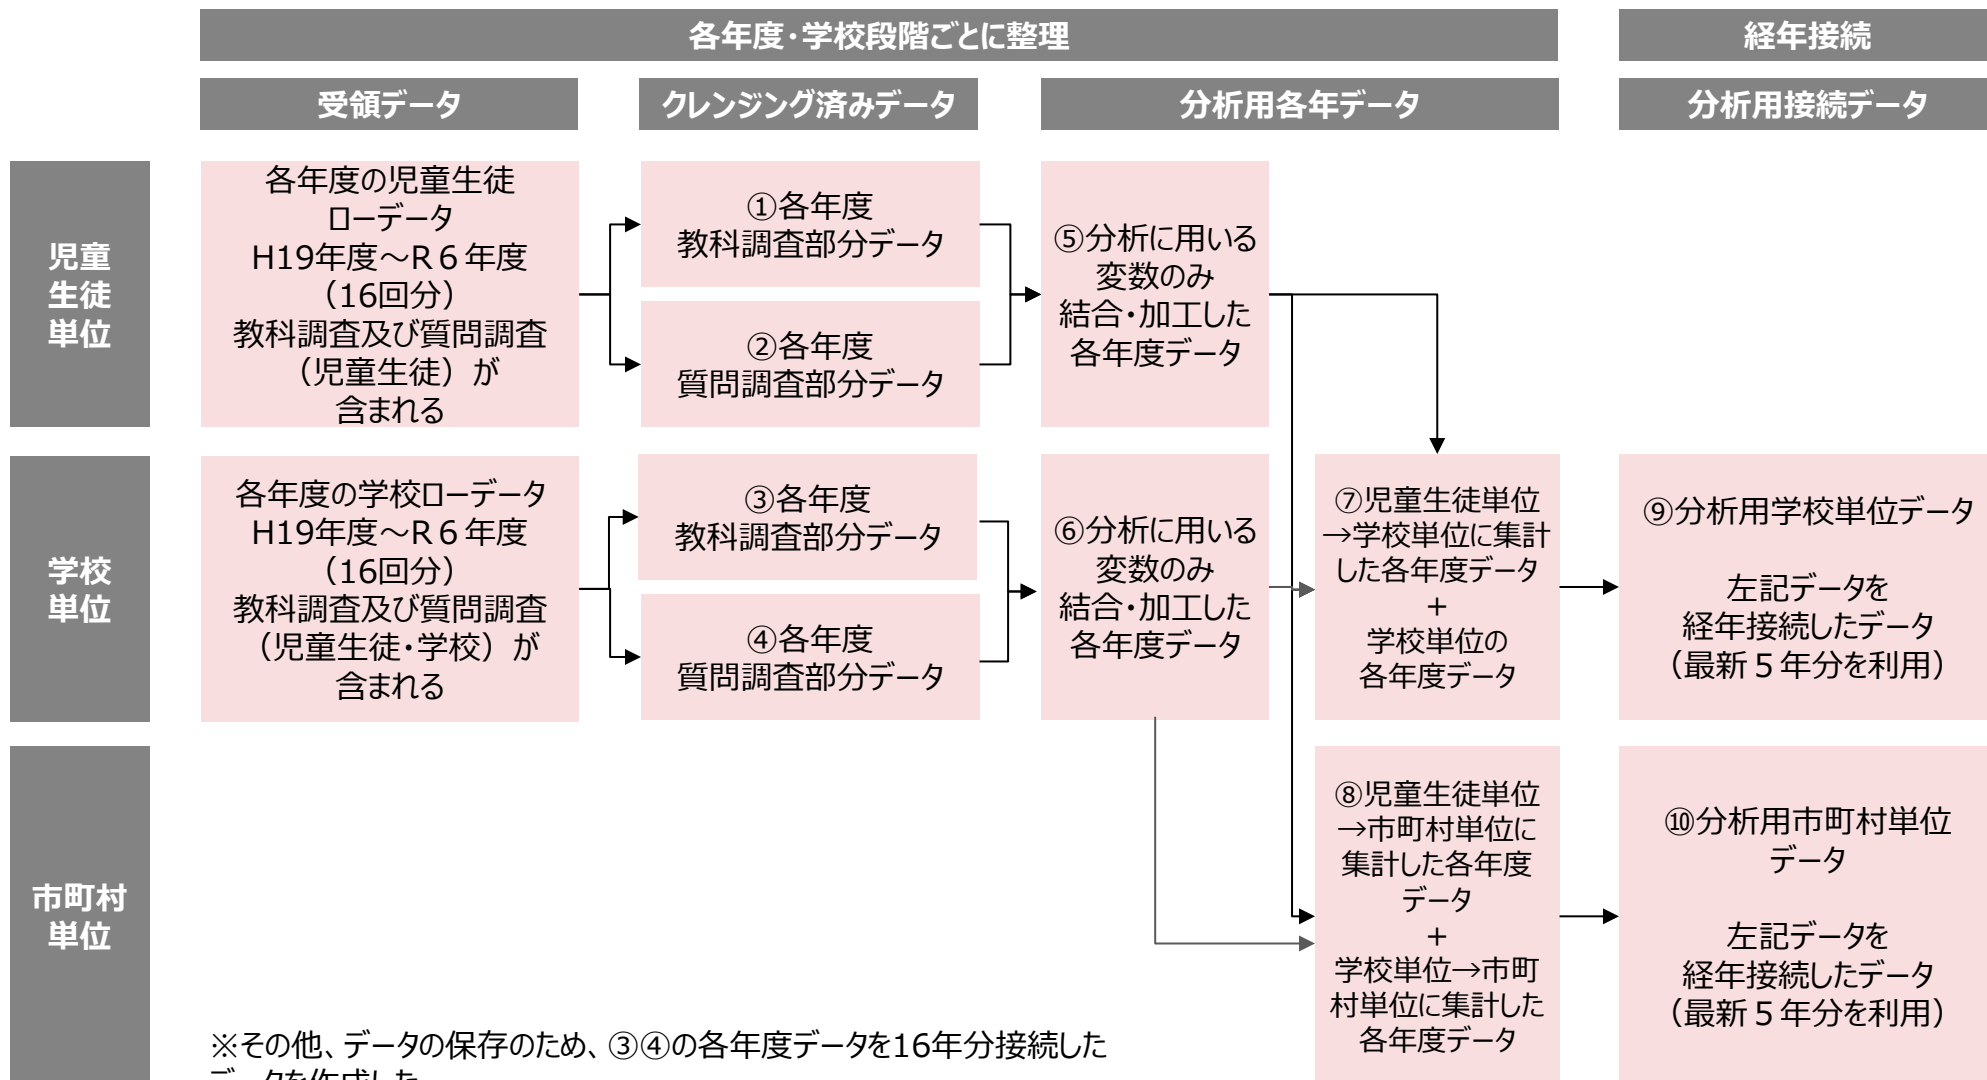 各年度・学校段階ごとに整理
経年接続
受領データ
クレンジング済みデータ
分析用各年データ
分析用接続データ
児童
生徒
単位
各年度の児童生徒
ローデータ
H19年度～R６年度
（16回分）
教科調査及び質問調査
（児童生徒）が
含まれる
①各年度
教科調査部分データ
②各年度
質問調査部分データ
⑤分析に用いる
変数のみ
結合・加工した
各年度データ
学校
単位
各年度の学校ローデータ
H19年度～R６年度
（16回分）
教科調査及び質問調査
（児童生徒・学校）が
含まれる
③各年度
教科調査部分データ
④各年度
質問調査部分データ
⑥分析に用いる
変数のみ
結合・加工した
各年度データ
⑦児童生徒単位
→学校単位に集計
した各年度データ
＋
学校単位の
各年度データ
⑨分析用学校単位データ
左記データを
経年接続したデータ
（最新５年分を利用）
市町村
単位
⑧児童生徒単位
→市町村単位に
集計した各年度
データ
＋
学校単位→市町
村単位に集計した
各年度データ
⑩分析用市町村単位
データ
左記データを
経年接続したデータ
（最新５年分を利用）
※その他、データの保存のため、③④の各年度データを16年分接続した
データを作成した